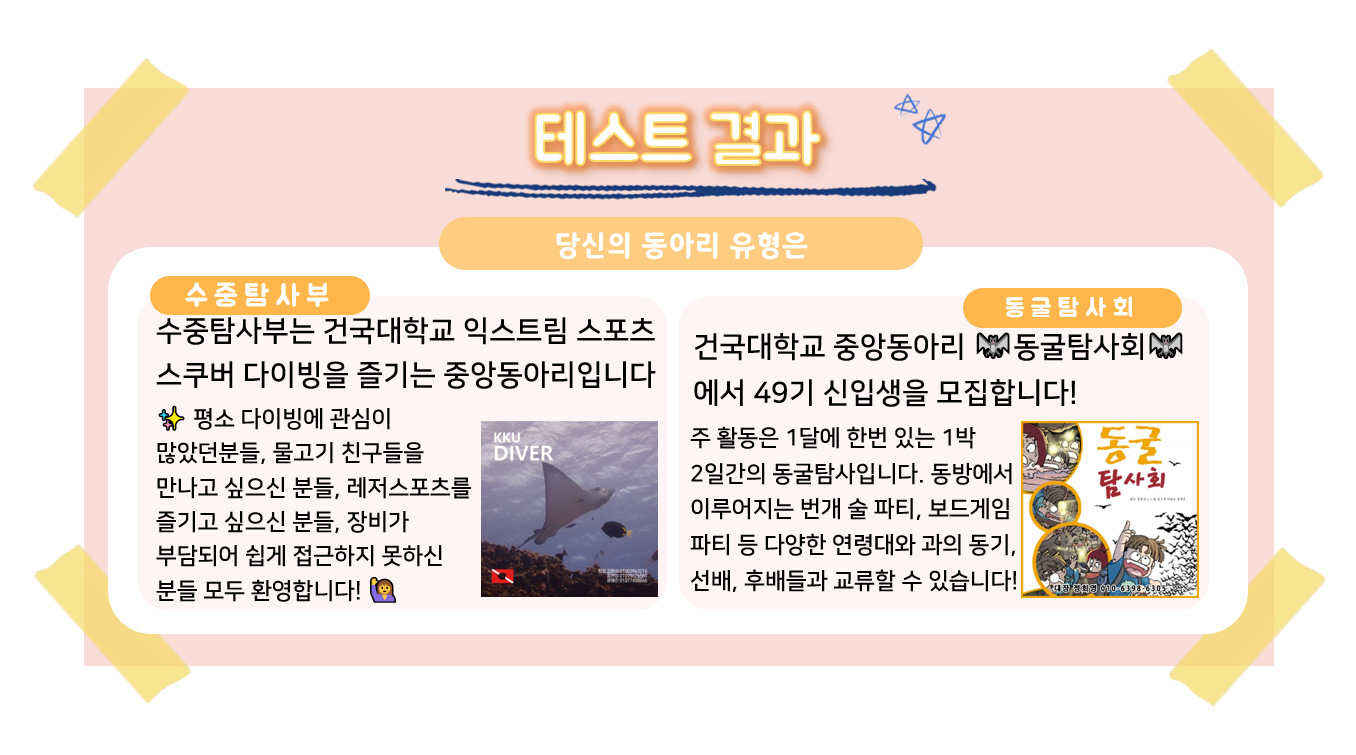 테스트 결과
당신의 동아리 유형은
수중탐사부
수중탐사부는 건국대학교 익스트림 스포츠
스쿠버 다이빙을 즐기는 중앙동아리입니다
평소 다이빙에 관심이
많았던분들, 물고기 친구들을
만나고 싶으신 분들, 레저스포츠를
즐기고 싶으신 분들, 장비가
부담되어 쉽게 접근하지 못하신
분들 모두 환영합니다!
KKU
DIVER
동굴탐사회
건국대학교 중앙동아리 동굴탐사회
에서 49기 신입생을 모집합니다!
주 활동은 1달에 한번 있는 1박
2일간의 동굴탐사입니다. 동방에서
이루어지는 번개 술 파티, 보드게임
파티 등 다양한 연령대와 과의 동기,
선배, 후배들과 교류할 수 있습니다!
동굴
탐사회
010-6398-6305